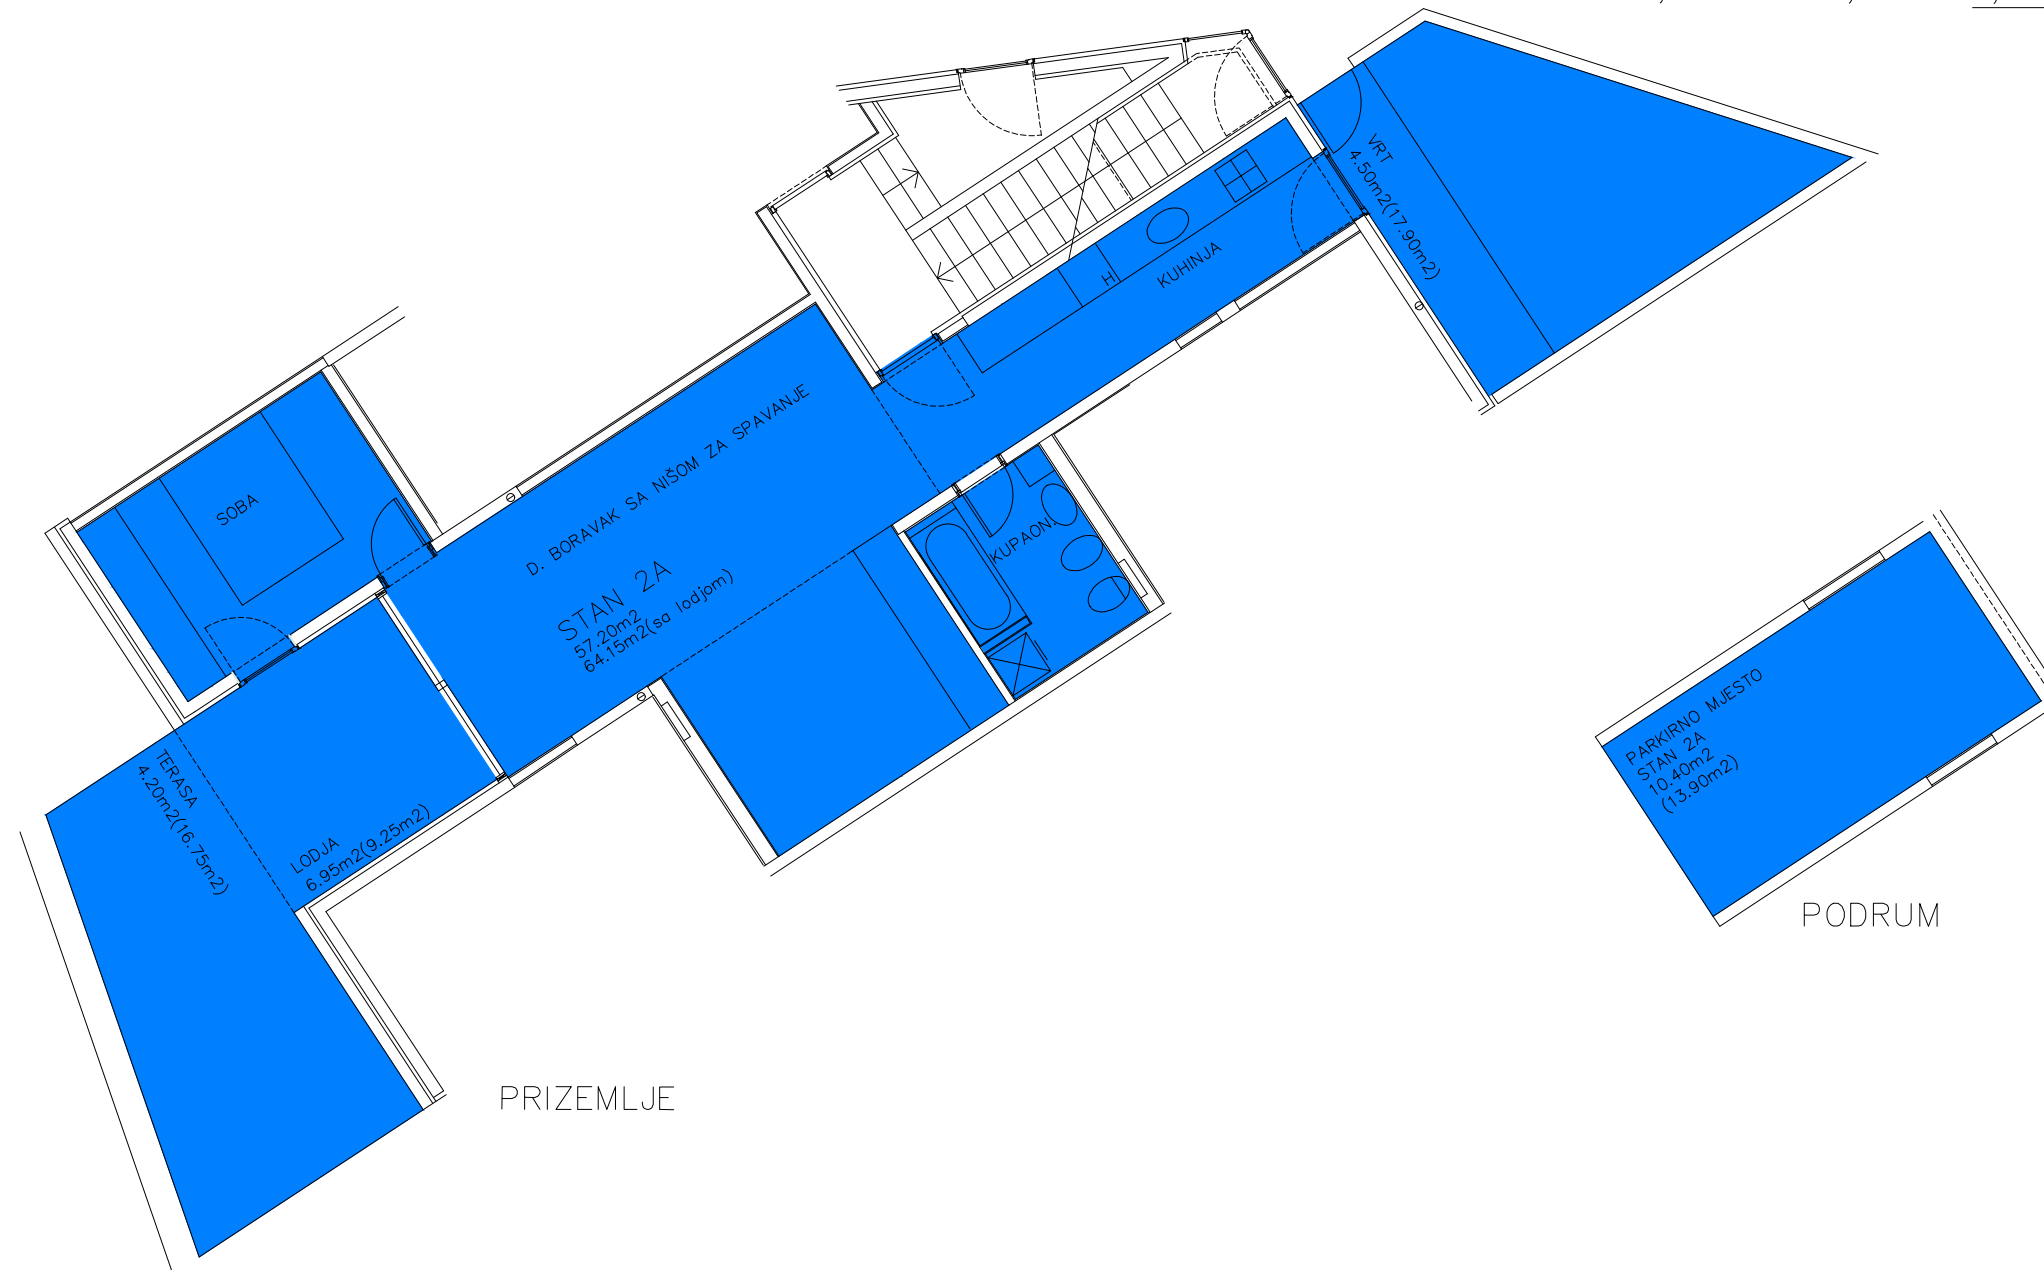 VRT
4.50m2(17.90m2)
H
KUHINJA
SOBA
D. BORAVAK SA NIŠOM ZA SPAVANJE
STAN 2A
57.20m2
64.15m2(sa lodjom)
KUPAON.
TERASA
4.20m2(16.75m2)
LODJA
6.95m2(9.25m2)
PARKIRNO MJESTO
STAN 2A
10.40m2
(13.90m2)
PODRUM
PRIZEMLJE